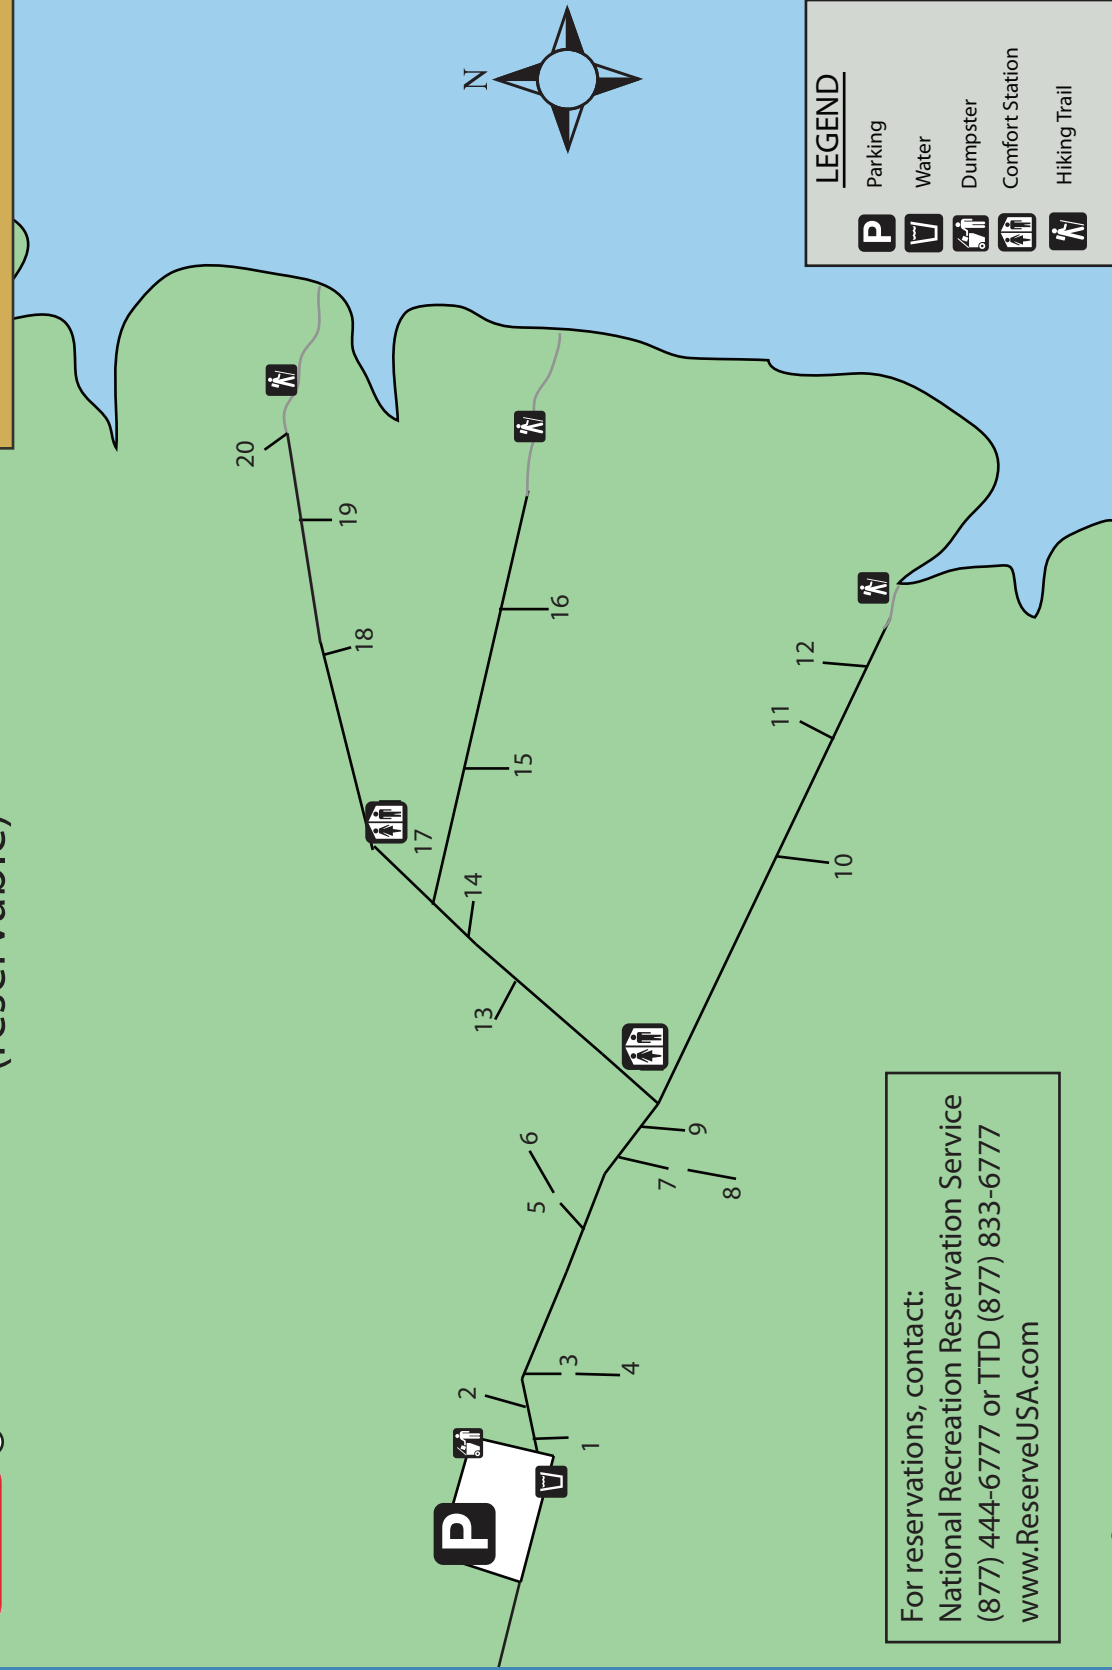 (reservable)
N
LEGEND
Parking
Water
Dumpster
Comfort Station
Hiking Trail
P
P
20
19
18
17
16
15
14
13
12
11
10
9
8
7
6
5
4
3
2
1
For reservations, contact:
National Recreation Reservation Service
(877) 444-6777 or TTD (877) 833-6777
www.ReserveUSA.com